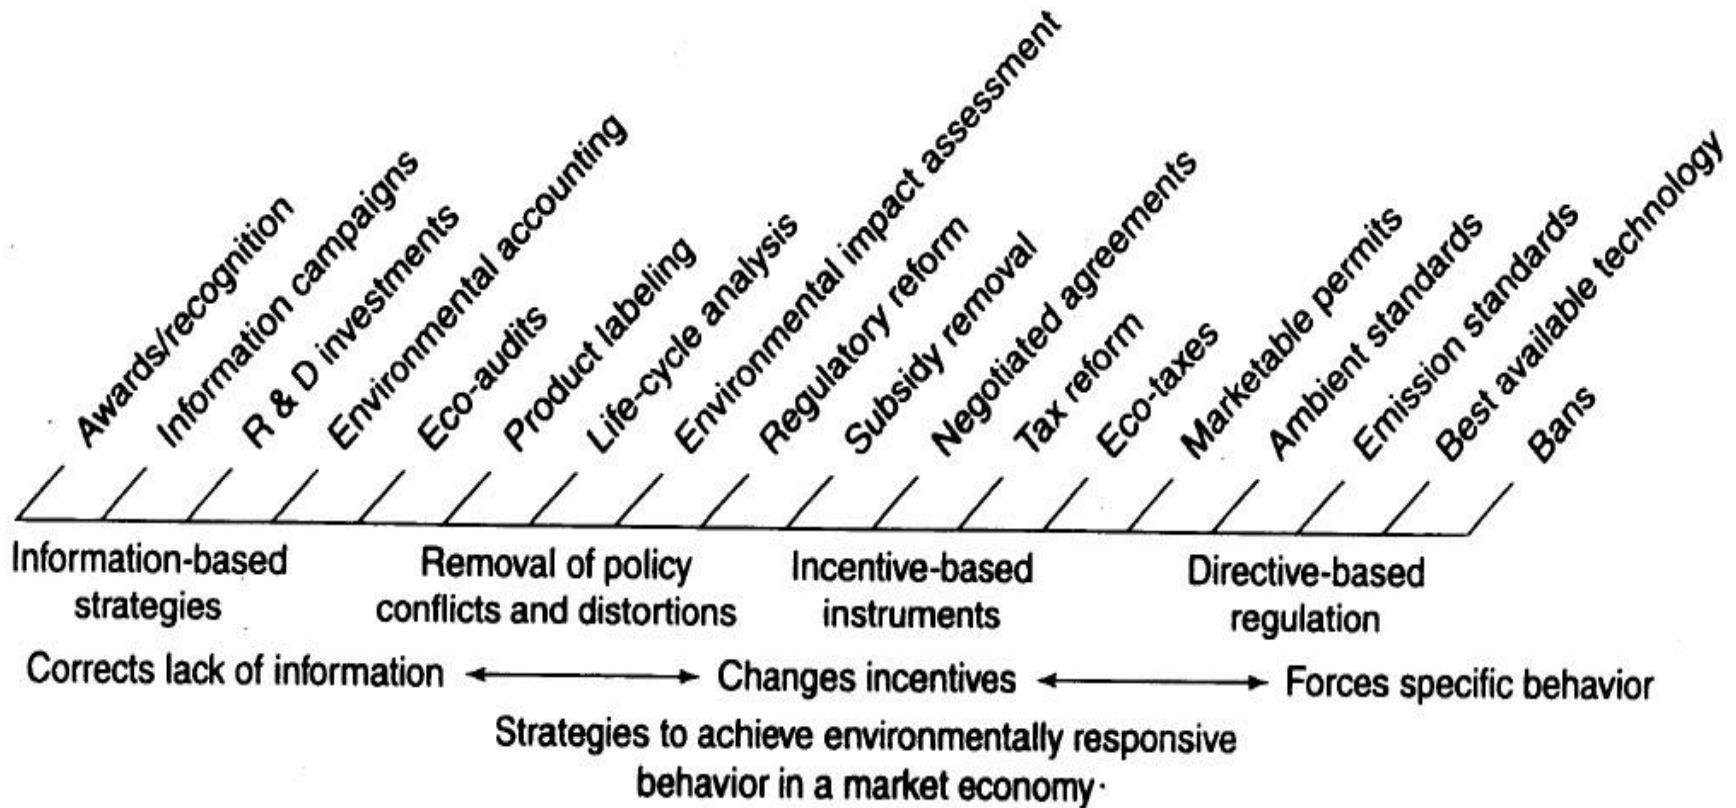 Awards/recognition
Information campaigns
R & D investments
Environmental accounting
Eco-audits
Product labeling
Life-cycle analysis
Environmental impact assessment
Regulatory reform
Subsidy removal
Negotiated agreements
Tax reform
Eco-taxes
Marketable permits
Ambient standards
Emission standards
Best available technology
Bans
Information-based
strategies
Removal of policy
conflicts and distortions
Incentive-based
instruments
Directive-based
regulation
Corrects lack of information
Changes incentives
Forces specific behavior
Strategies to achieve environmentally responsive
behavior in a market economy